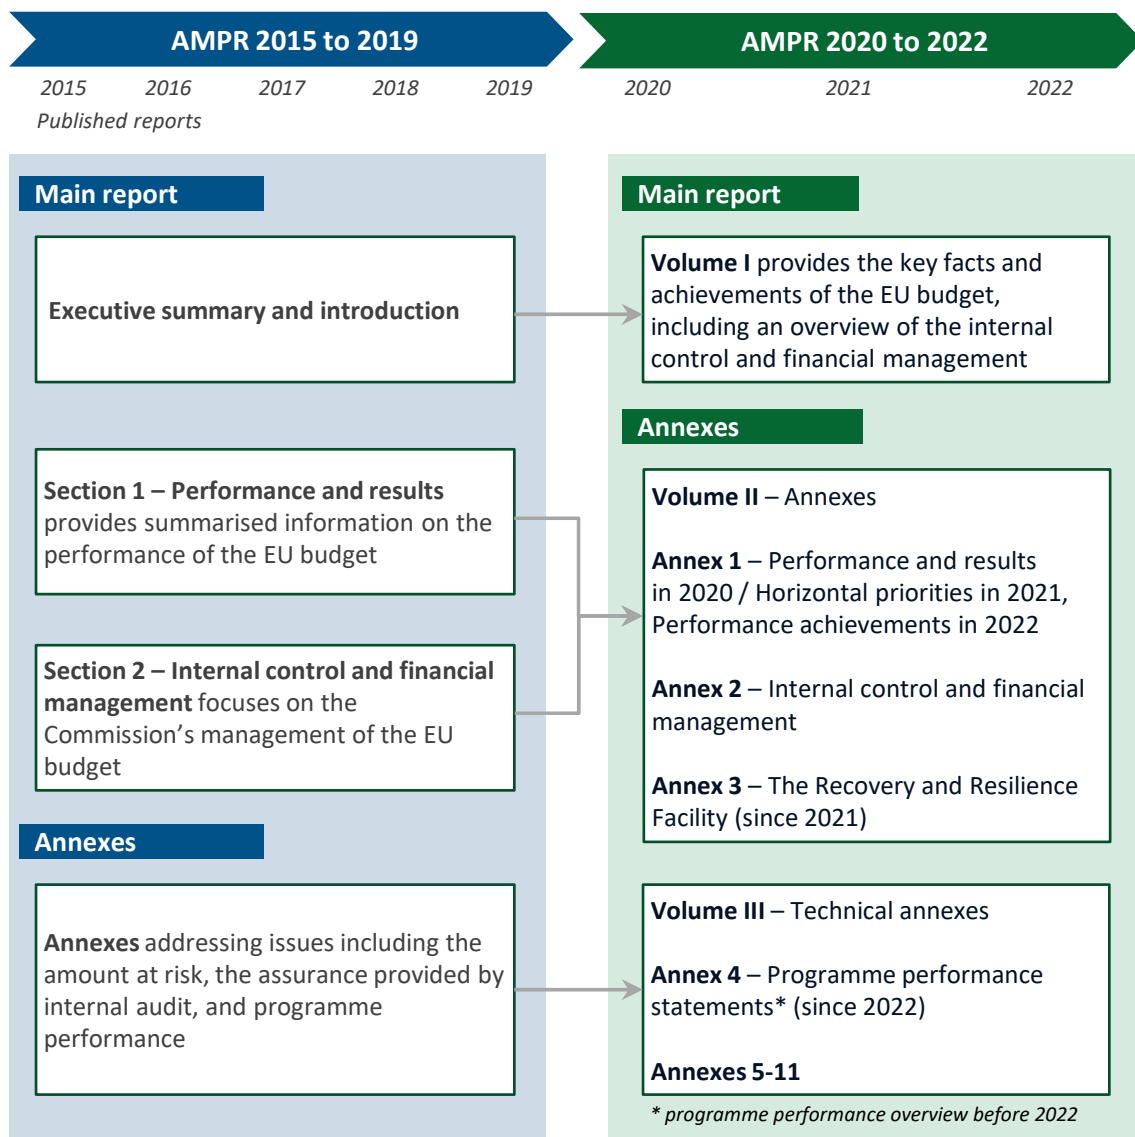 AMPR 2015 to 2019
2015 2016 2017 2018 2019
Published reports
Main report
Executive summary and introduction
Section 1 – Performance and results
provides summarised information on the
performance of the EU budget
Section 2 – Internal control and financial
management focuses on the
Commission’s management of the EU
budget
Annexes
Annexes addressing issues including the
amount at risk, the assurance provided by
internal audit, and programme
performance
AMPR 2020 to 2022
2020 2021 2022
Main report
Volume I provides the key facts and
achievements of the EU budget,
including an overview of the internal
control and financial management
Annexes
Volume II – Annexes
Annex 1 – Performance and results
in 2020 / Horizontal priorities in 2021,
Performance achievements in 2022
Annex 2 – Internal control and financial
management
Annex 3 – The Recovery and Resilience
Facility (since 2021)
Volume III – Technical annexes
Annex 4 – Programme performance
statements* (since 2022)
Annexes 5-11
* programme performance overview before 2022